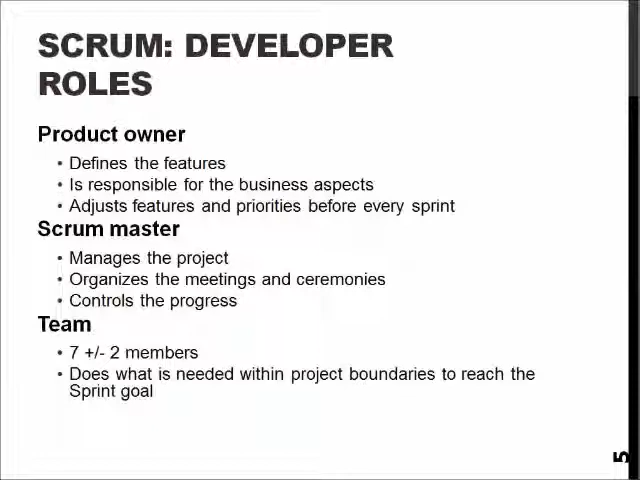 SCRUM: DEVELOPER
ROLES
Product owner
• Defines the features
• Is responsible for the business aspects
• Adjusts features and priorities before every sprint
Scrum master
• Manages the project
• Organizes the meetings and ceremonies
• Controls the progress
Team
• 7 +/- 2 members
• Does what is needed within project boundaries to reach the
Sprint goal
5